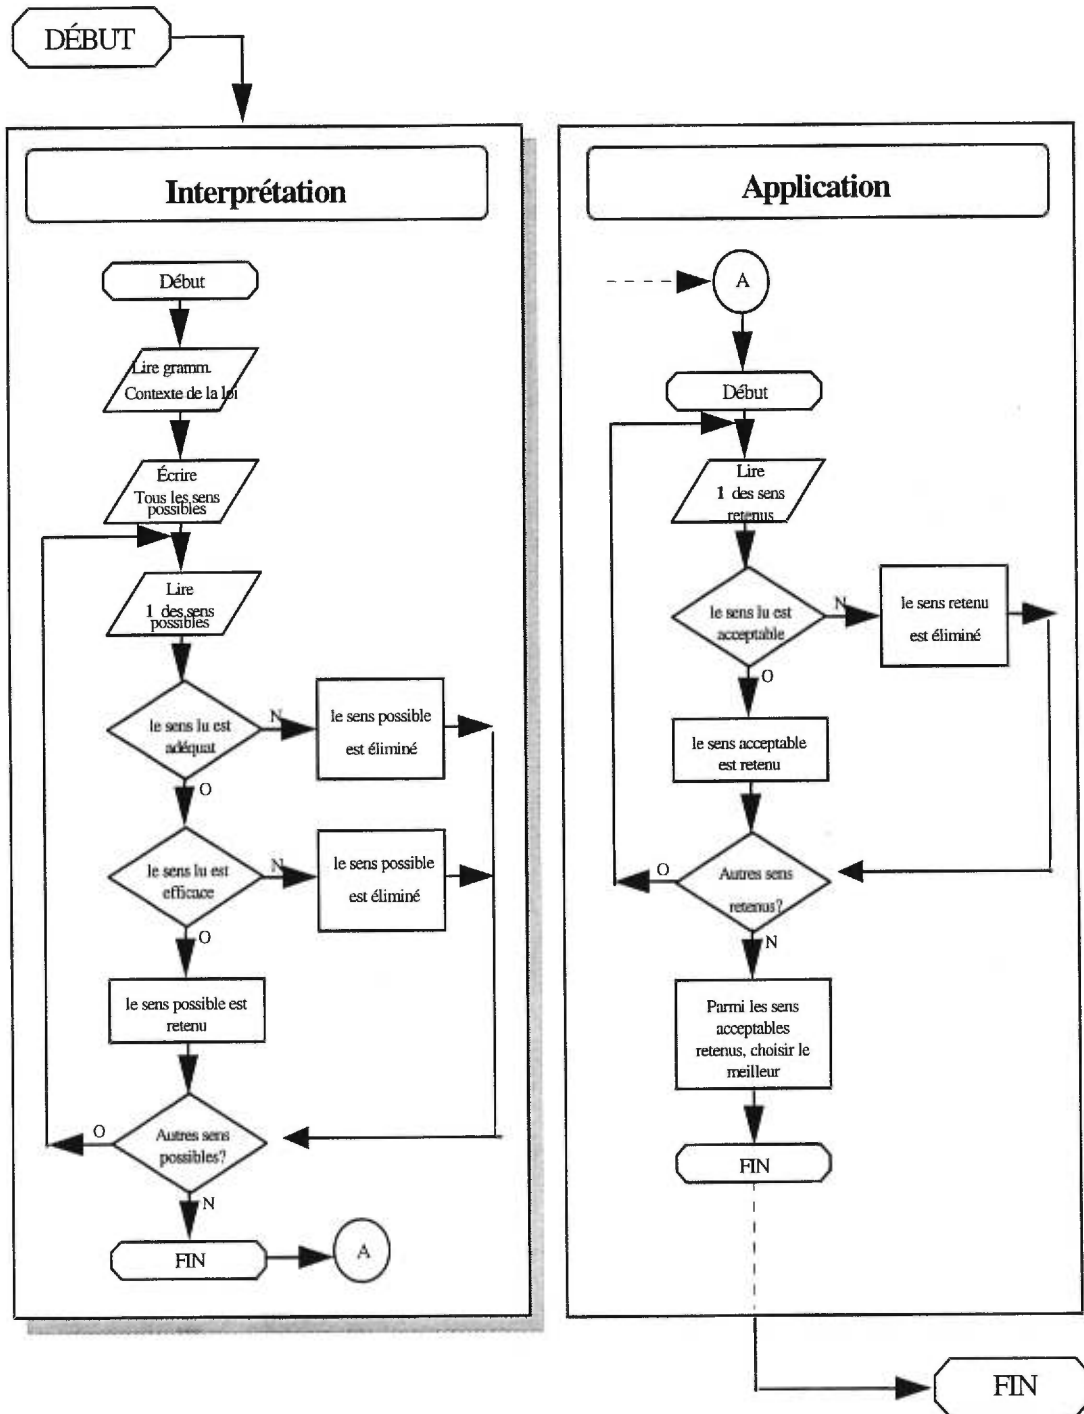 DÉBUT
Interprétation
Début
Lire gramm.
Contexte de la loi
Écrire
Tous les sens
possibles
Lire
1 des sens
possibles
le sens lu est
adéquat
N
le sens possible
est éliminé
O
le sens lu est
efficace
N
le sens possible
est éliminé
O
le sens possible est
retenu
Autres sens
possibles?
O
N
FIN
A
Application
A
Début
Lire
1 des sens
retenus
le sens lu est
acceptable
N
le sens retenu
est éliminé
O
le sens acceptable
est retenu
Autres sens
retenus?
O
N
Parmi les sens
acceptables
retenus, choisir le
meilleur
FIN
FIN